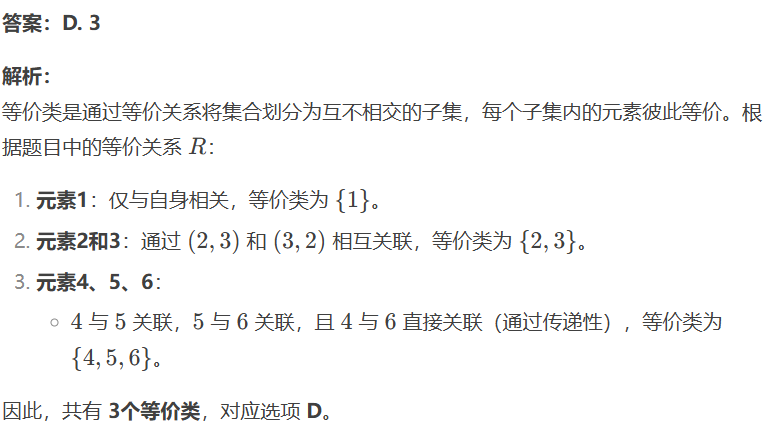 答案：D. 3
解析：
等价类是通过等价关系将集合划分为互不相交的子集，每个子集内的元素彼此等价。根
据题目中的等价关系 R：
1. 元素1：仅与自身相关，等价类为 {1}。
2. 元素2和3：通过 (2, 3) 和 (3, 2) 相互关联，等价类为 {2, 3}。
3. 元素4、5、6：
○ 4 与 5 关联，5 与 6 关联，且 4 与 6 直接关联（通过传递性），等价类为
{4, 5, 6}。
因此，共有 3个等价类，对应选项 D。